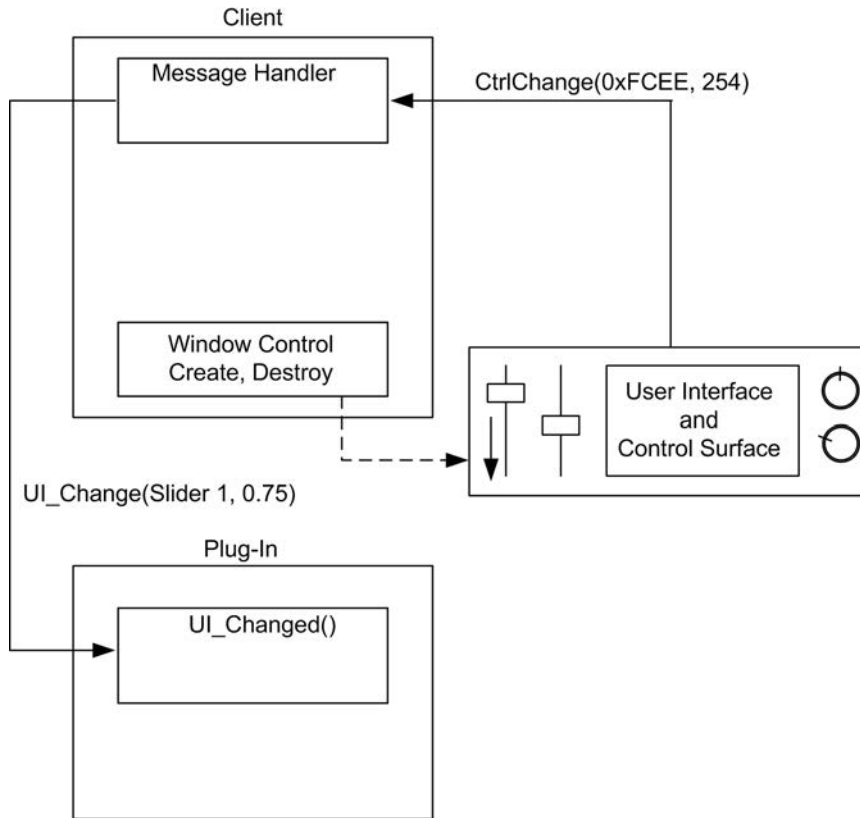 Client
Message Handler
CtrlChange(0xFCEE, 254)
Window Control
Create, Destroy
User Interface
and
Control Surface
UI_Change(Slider 1, 0.75)
Plug-In
UI_Changed()